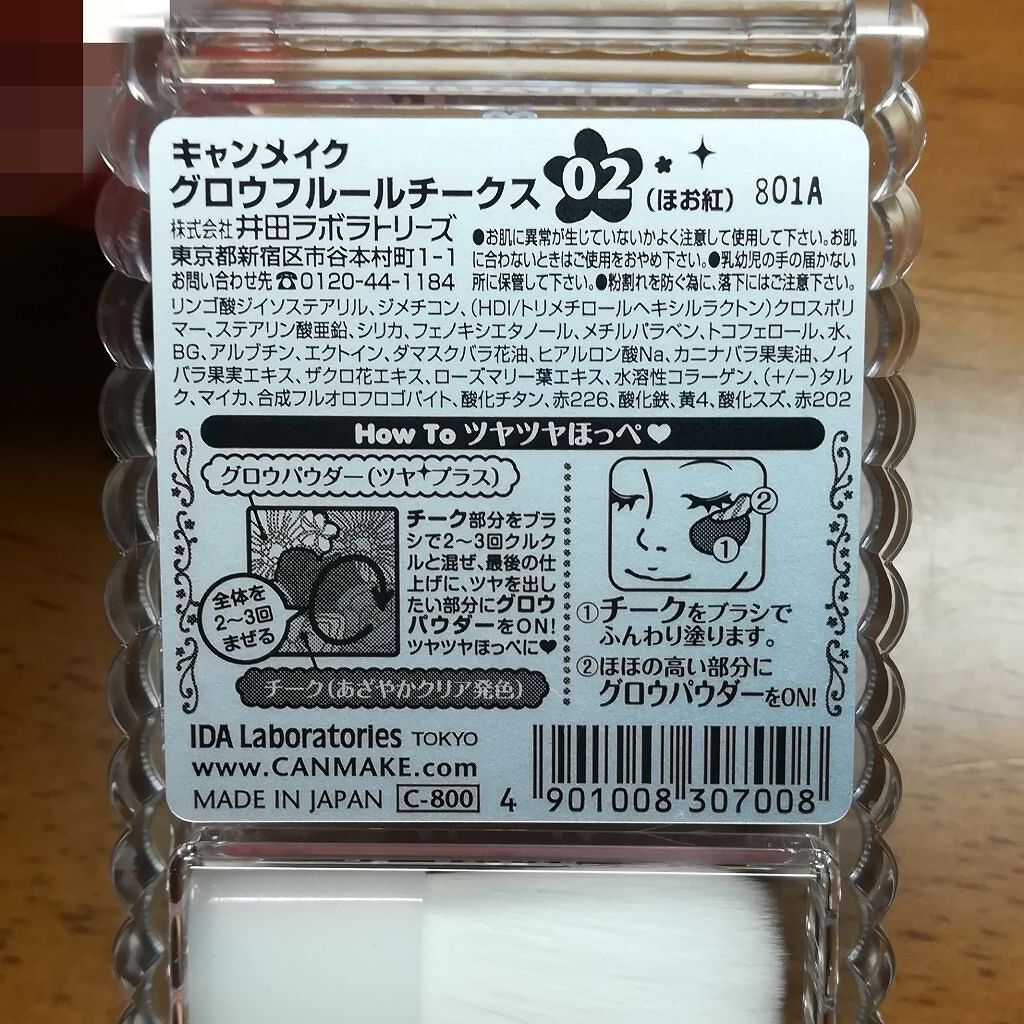 キャンメイク
グロウフルールチークス 02 (ほお紅) 801A
株式会社 井田ラボラトリーズ
東京都新宿区市谷本村町1-1
お問い合わせ先☎0120-44-1184
●お肌に異常が生じていないかよく注意して使用して下さい。お肌
に合わないときはご使用をおやめ下さい。●乳幼児の手の届かない
所に保管して下さい。●粉割れを防ぐ為に、落下にはご注意下さい。
リンゴ酸ジイソステアリル、ジメチコン、(HDI/トリメチロールヘキシルラクトン)クロスポリ
マー、ステアリン酸亜鉛、シリカ、フェノキシエタノール、メチルパラベン、トコフェロール、水、
BG、アルブチン、エクトイン、ダマスクバラ花油、ヒアルロン酸Na、カニナバラ果実油、ノイ
バラ果実エキス、ザクロ花エキス、ローズマリー葉エキス、水溶性コラーゲン、(+/−)タル
ク、マイカ、合成フルオロフロゴパイト、酸化チタン、赤226、酸化鉄、黄4、酸化スズ、赤202
How To ツヤツヤほっぺ♥
グロウパウダー(ツヤ✦プラス)
チーク部分をブラ
シで2〜3回クルク
ルと混ぜ、最後の仕
上げに、ツヤを出し
たい部分にグロウ
パウダーをON!
ツヤツヤほっぺに♥
全体を
2〜3回
まぜる
チーク(あざやかクリア発色)
②
①
①チークをブラシで
ふんわり塗ります。
②ほほの高い部分に
グロウパウダーをON!
IDA Laboratories TOKYO
www.CANMAKE.com
MADE IN JAPAN C-800
4 901008 307008